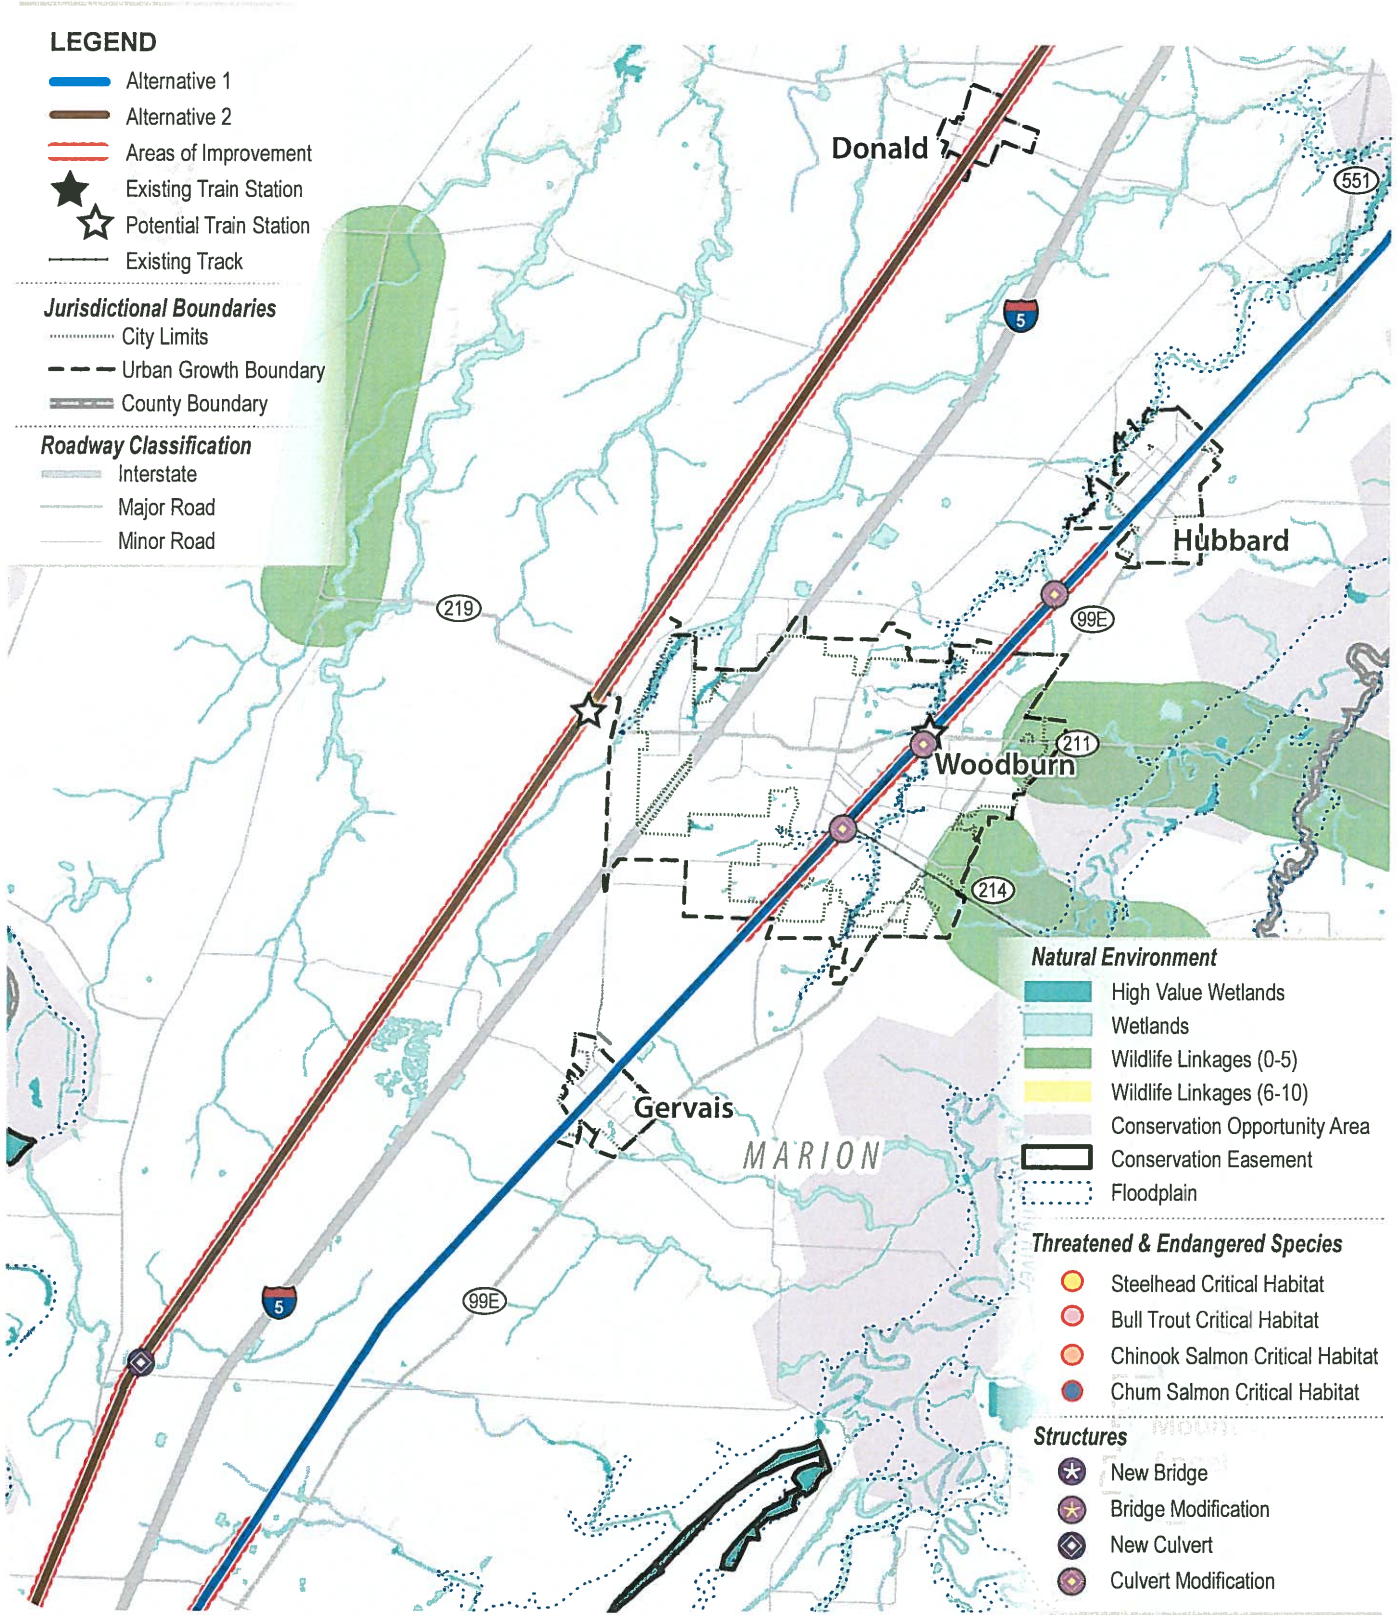 LEGEND
Alternative 1
Alternative 2
Areas of Improvement
Existing Train Station
Potential Train Station
Existing Track
Jurisdictional Boundaries
City Limits
Urban Growth Boundary
County Boundary
Roadway Classification
Interstate
Major Road
Minor Road
Donald
551
5
Hubbard
219
99E
211
Woodburn
214
Gervais
MARION
5
99E
Natural Environment
High Value Wetlands
Wetlands
Wildlife Linkages (0-5)
Wildlife Linkages (6-10)
Conservation Opportunity Area
Conservation Easement
Floodplain
Threatened & Endangered Species
Steelhead Critical Habitat
Bull Trout Critical Habitat
Chinook Salmon Critical Habitat
Chum Salmon Critical Habitat
Structures
New Bridge
Bridge Modification
New Culvert
Culvert Modification